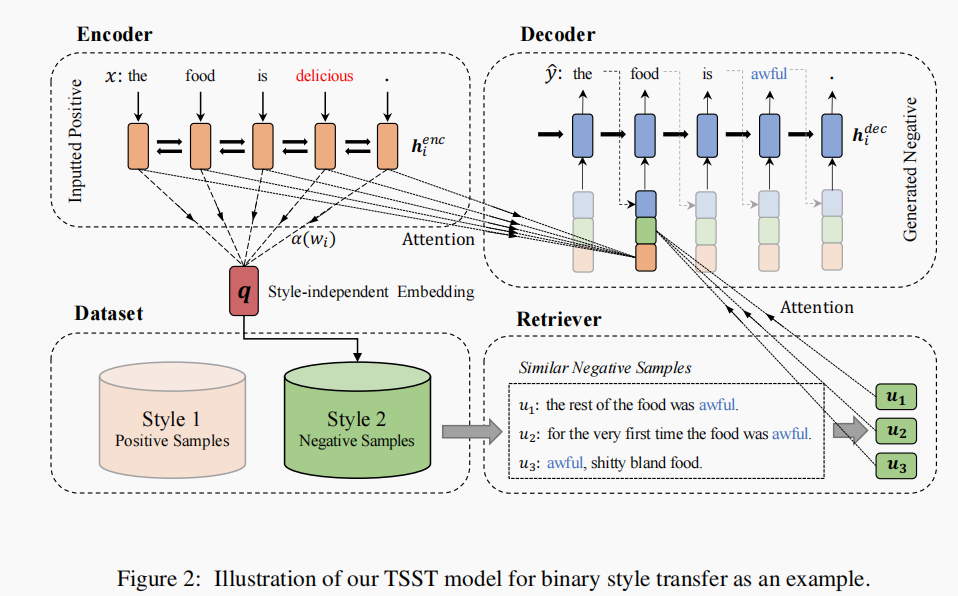 Encoder
Inputted Positive
x: the food is delicious .
h_i^{enc}
α(w_i)
Attention
q Style-independent Embedding
Decoder
ŷ: the food is awful .
h_i^{dec}
Generated Negative
Attention
Dataset
Style 1
Positive Samples
Style 2
Negative Samples
Retriever
Similar Negative Samples
u₁: the rest of the food was awful.
u₂: for the very first time the food was awful.
u₃: awful, shitty bland food.
u₁
u₂
u₃
Figure 2: Illustration of our TSST model for binary style transfer as an example.